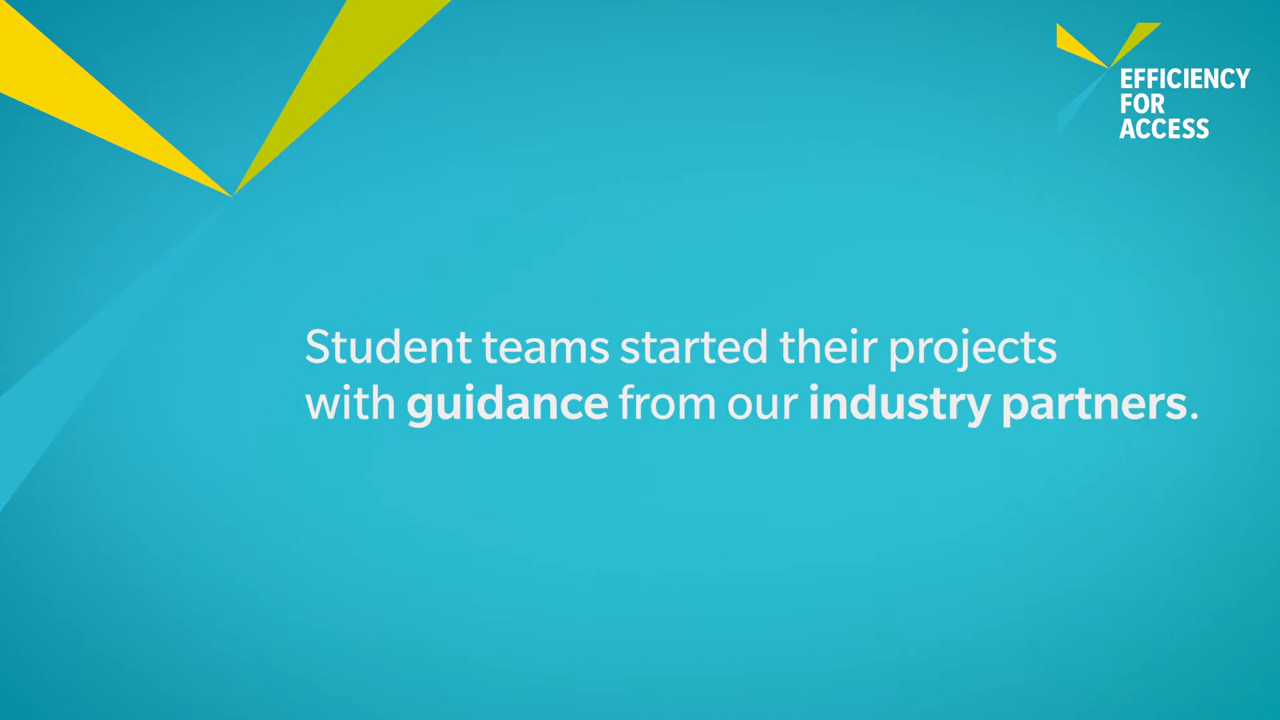 EFFICIENCY
FOR
ACCESS
Student teams started their projects
with guidance from our industry partners.